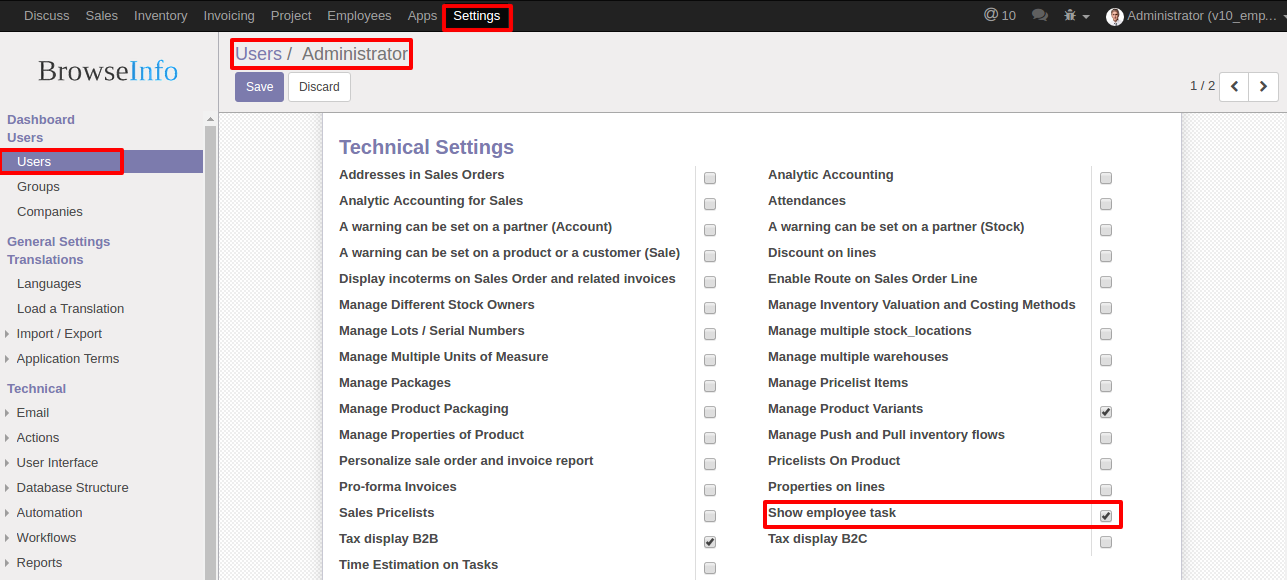 Discuss Sales Inventory Invoicing Project Employees Apps Settings @ 10 Administrator (v10_emp...
BrowseInfo
Dashboard
Users
Users
Groups
Companies
General Settings
Translations
Languages
Load a Translation
Import / Export
Application Terms
Technical
Email
Actions
User Interface
Database Structure
Automation
Workflows
Reports
Users / Administrator
Save Discard 1 / 2
Technical Settings
Addresses in Sales Orders
Analytic Accounting for Sales
A warning can be set on a partner (Account)
A warning can be set on a product or a customer (Sale)
Display incoterms on Sales Order and related invoices
Manage Different Stock Owners
Manage Lots / Serial Numbers
Manage Multiple Units of Measure
Manage Packages
Manage Product Packaging
Manage Properties of Product
Personalize sale order and invoice report
Pro-forma Invoices
Sales Pricelists
Tax display B2B
Time Estimation on Tasks
Analytic Accounting
Attendances
A warning can be set on a partner (Stock)
Discount on lines
Enable Route on Sales Order Line
Manage Inventory Valuation and Costing Methods
Manage multiple stock_locations
Manage multiple warehouses
Manage Pricelist Items
Manage Product Variants
Manage Push and Pull inventory flows
Pricelists On Product
Properties on lines
Show employee task
Tax display B2C